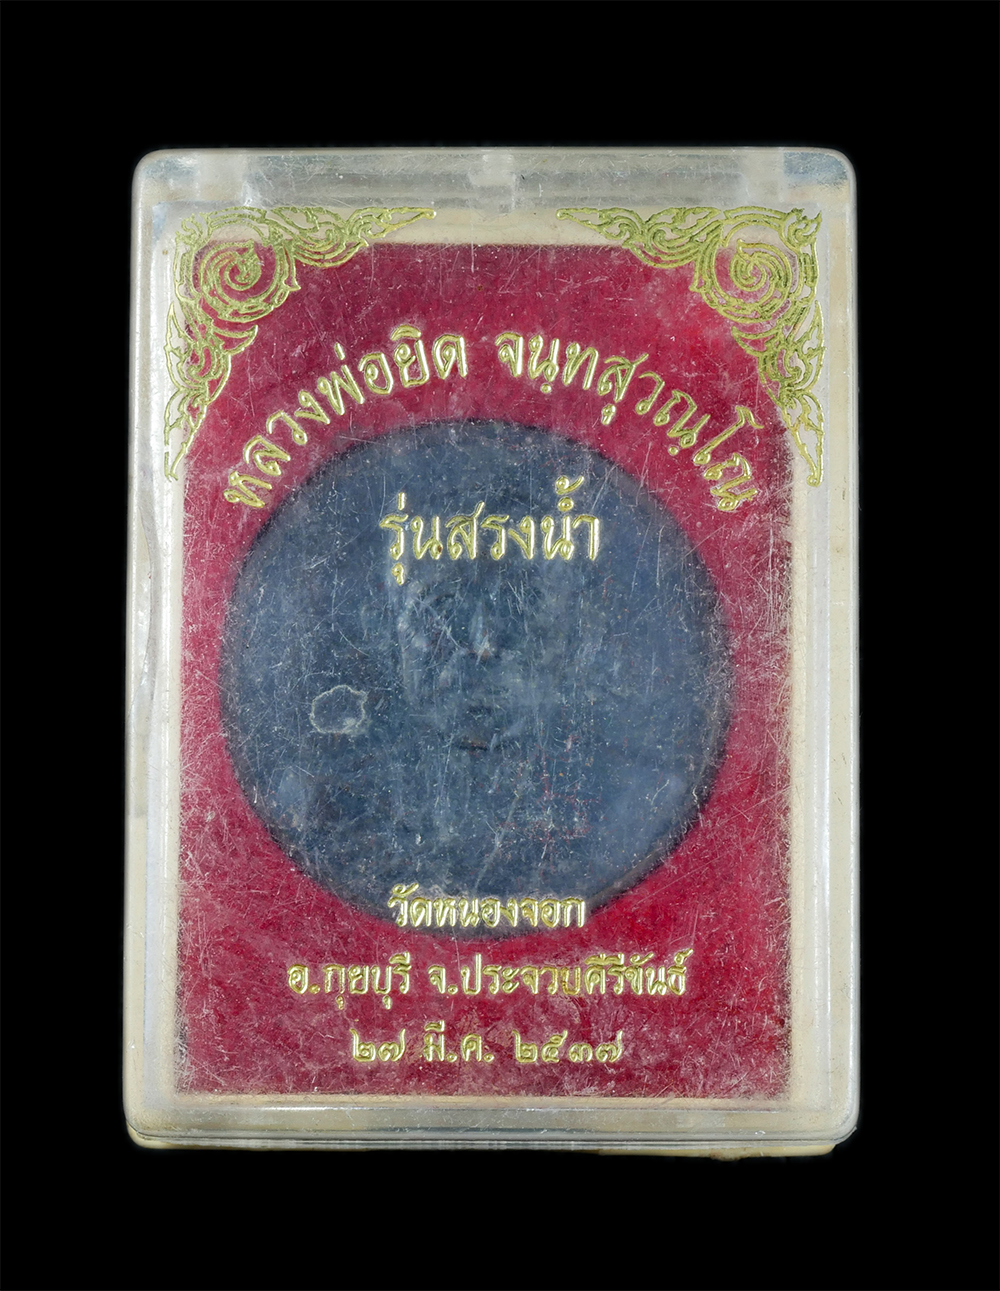 หลวงพ่อยิด จนฺทสุวณฺโณ
รุ่นสรงน้ำ
วัดหนองจอก
อ.กุยบุรี จ.ประจวบคีรีขันธ์
๒๗ มี.ค. ๒๕๓๗